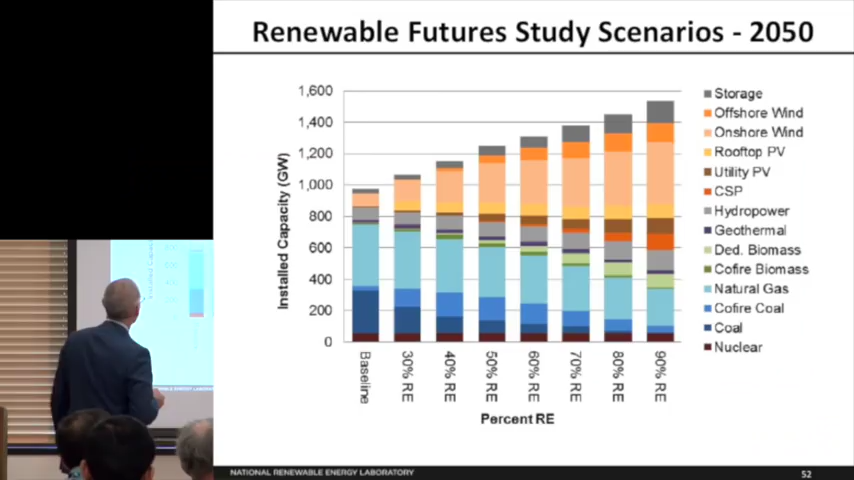 Renewable Futures Study Scenarios - 2050
Installed Capacity (GW)
1,600
1,400
1,200
1,000
800
600
400
200
0
Baseline
30% RE
40% RE
50% RE
60% RE
70% RE
80% RE
90% RE
Percent RE
Storage
Offshore Wind
Onshore Wind
Rooftop PV
Utility PV
CSP
Hydropower
Geothermal
Ded. Biomass
Cofire Biomass
Natural Gas
Cofire Coal
Coal
Nuclear
NATIONAL RENEWABLE ENERGY LABORATORY
52